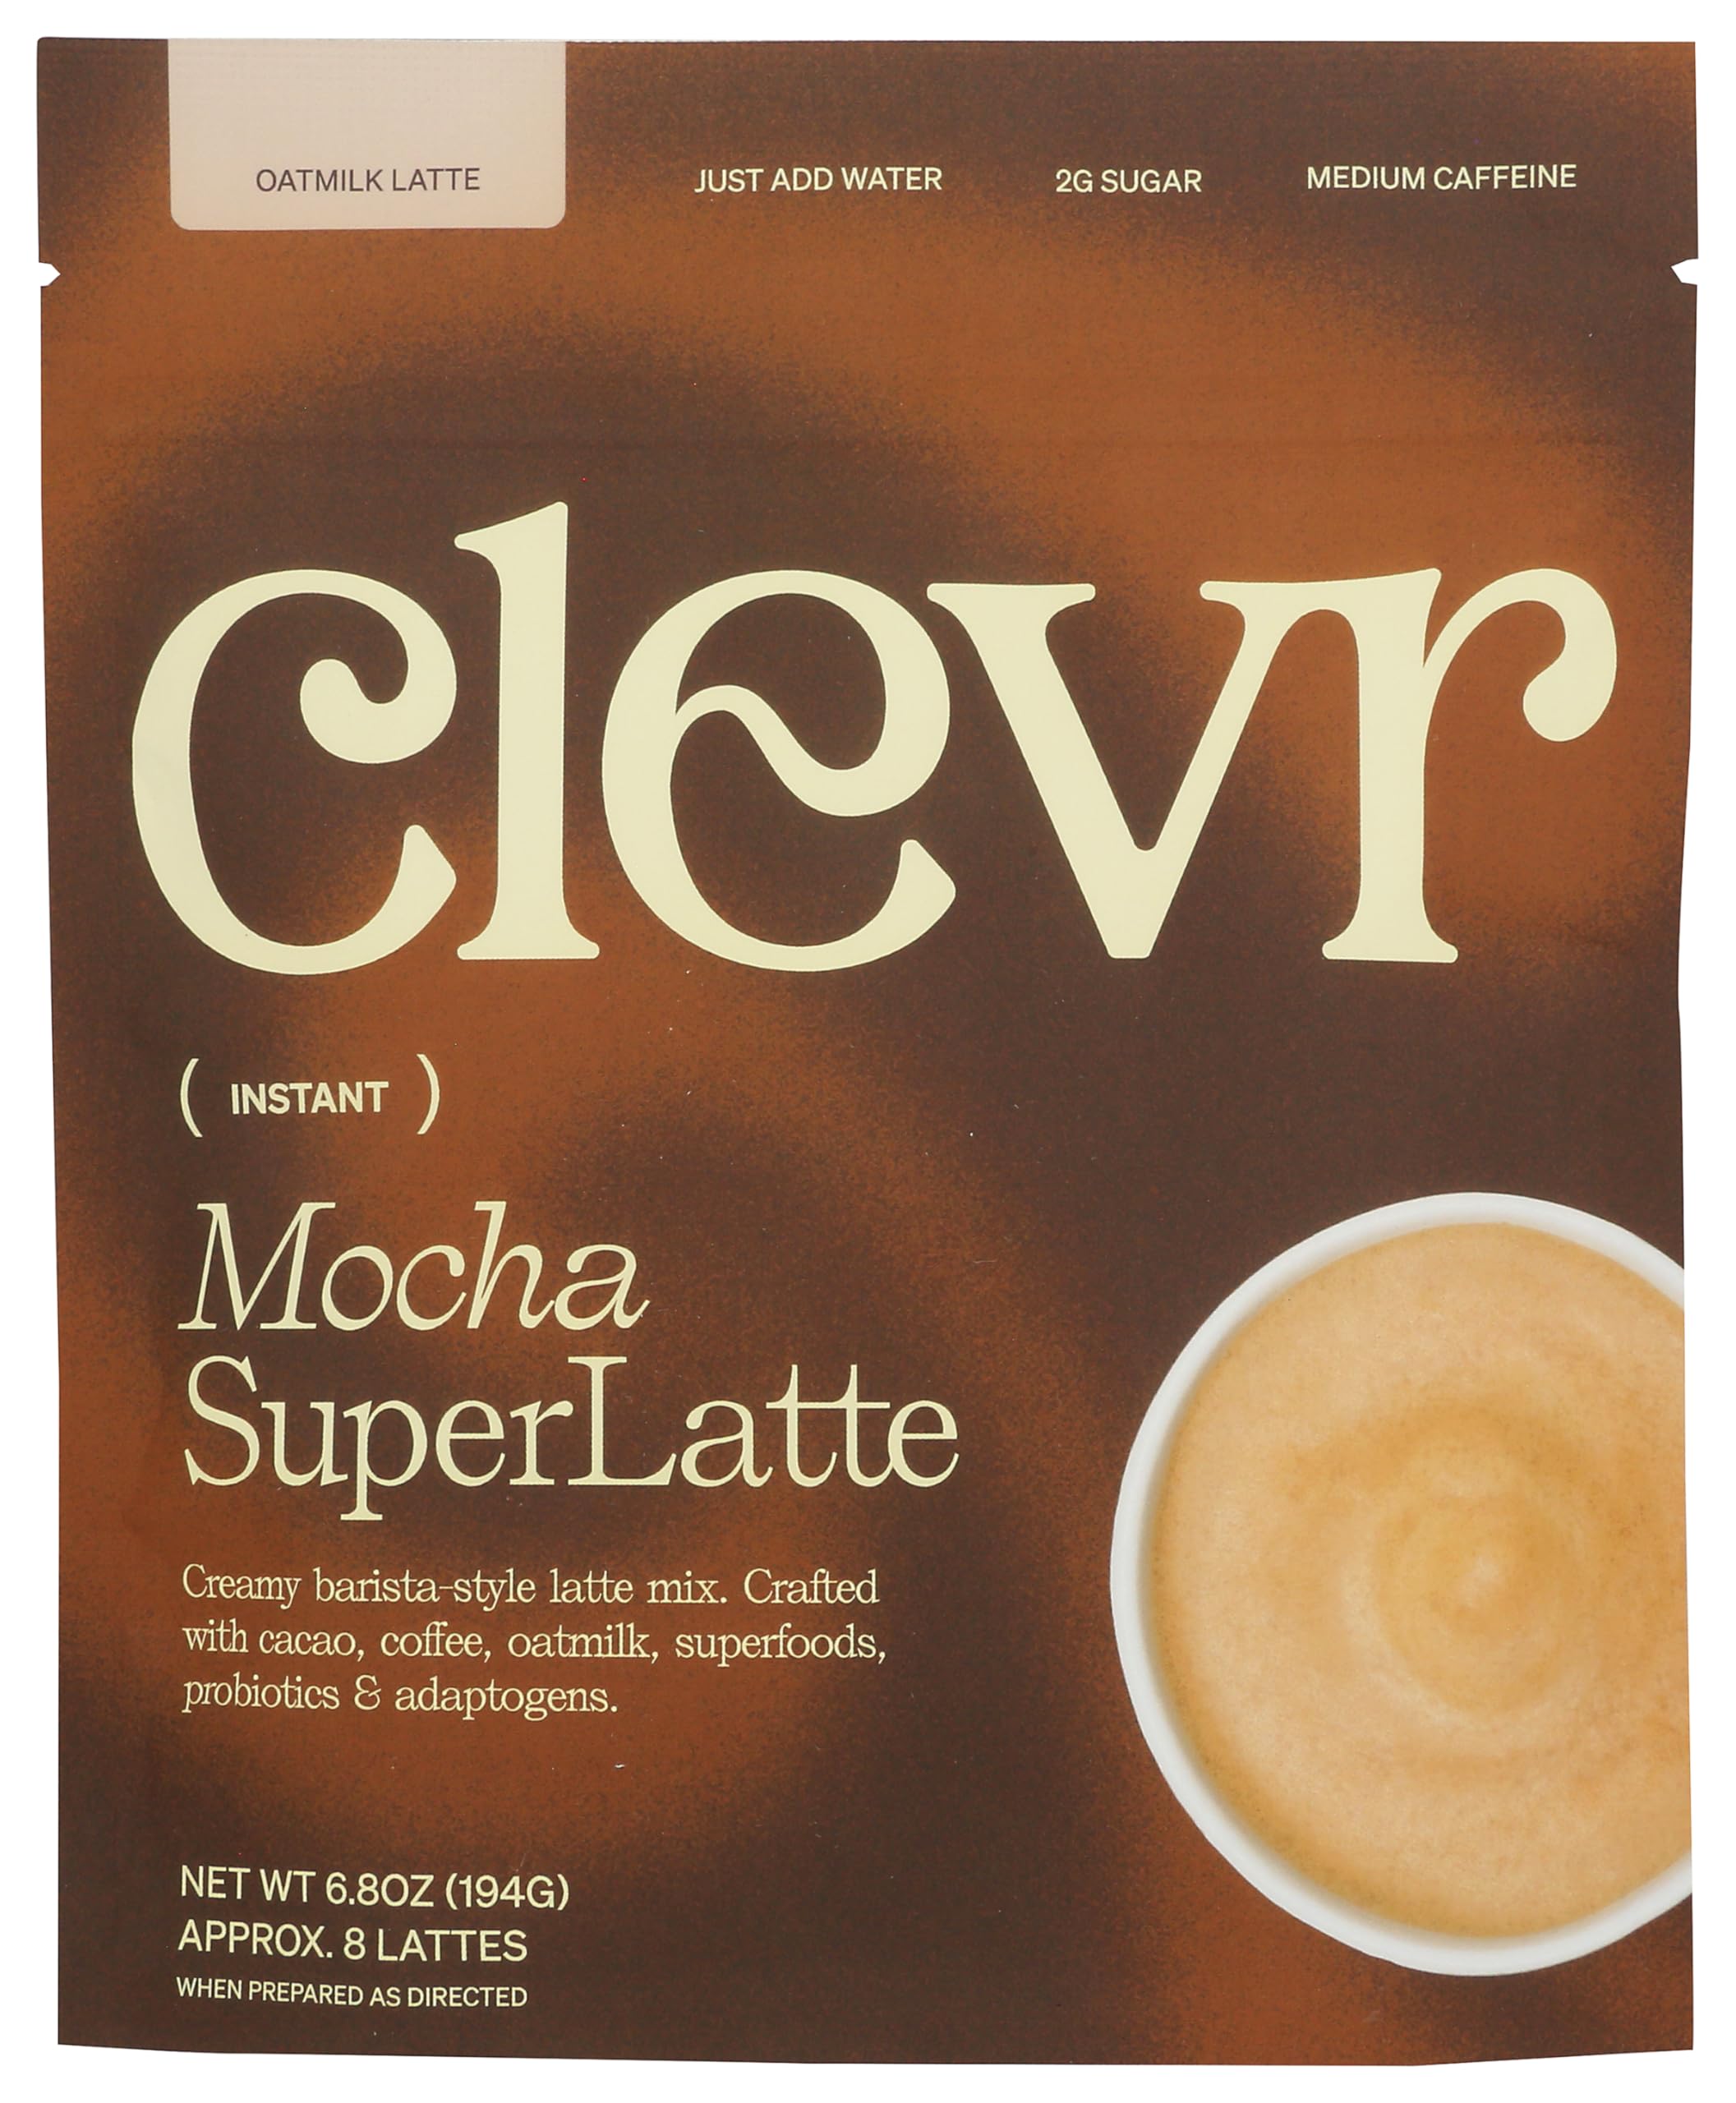 OATMILK LATTE
JUST ADD WATER
2G SUGAR
MEDIUM CAFFEINE
clevr
( INSTANT )
Mocha
SuperLatte
Creamy barista-style latte mix. Crafted
with cacao, coffee, oatmilk, superfoods,
probiotics & adaptogens.
NET WT 6.8OZ (194G)
APPROX. 8 LATTES
WHEN PREPARED AS DIRECTED